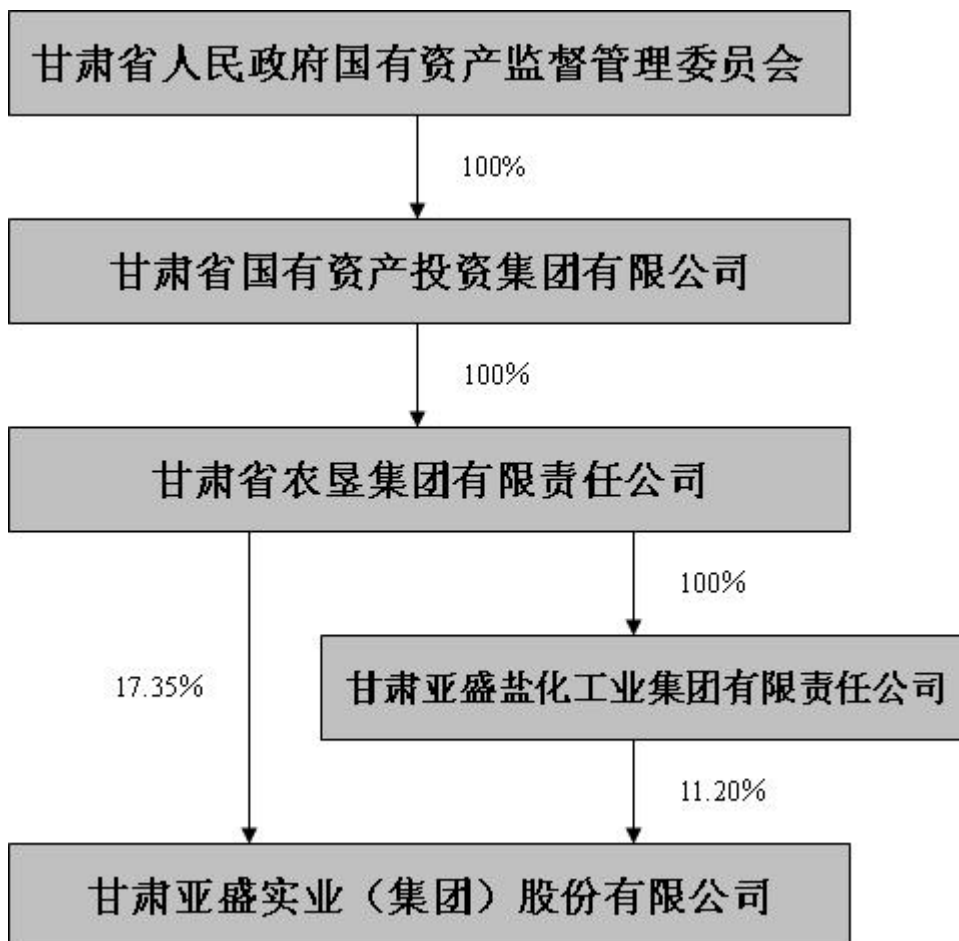 甘肃省人民政府国有资产监督管理委员会
100%
甘肃省国有资产投资集团有限公司
100%
甘肃省农垦集团有限责任公司
100%
17.35%
甘肃亚盛盐化工业集团有限责任公司
11.20%
甘肃亚盛实业（集团）股份有限公司